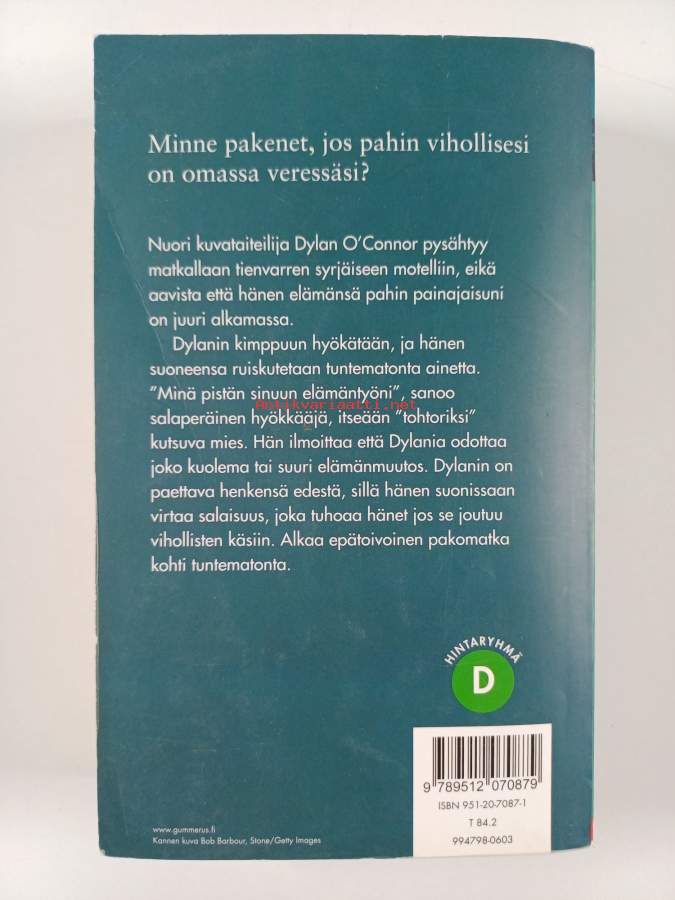 Minne pakenet, jos pahin vihollisesi
on omassa veressäsi?
Nuori kuvataiteilija Dylan O'Connor pysähtyy
matkallaan tienvarren syrjäiseen motelliin, eikä
aavista että hänen elämänsä pahin painajaisuni
on juuri alkamassa.
Dylanin kimppuun hyökätään, ja hänen
suoneensa ruiskutetaan tuntematonta ainetta.
"Minä pistän sinuun elämäntyöni", sanoo
Antikvariaatti.net
salaperäinen hyökkääjä, itseään "tohtoriksi"
kutsuva mies. Hän ilmoittaa että Dylania odottaa
joko kuolema tai suuri elämänmuutos. Dylanin on
paettava henkensä edestä, sillä hänen suonissaan
virtaa salaisuus, joka tuhoaa hänet jos se joutuu
vihollisten käsiin. Alkaa epätoivoinen pakomatka
kohti tuntematonta.
HINTARYHMÄ
D
9 789512 070879
ISBN 951-20-7087-1
T 84.2
994798-0603
www.gummerus.fi
Kannen kuva Bob Barbour, Stone/Getty Images